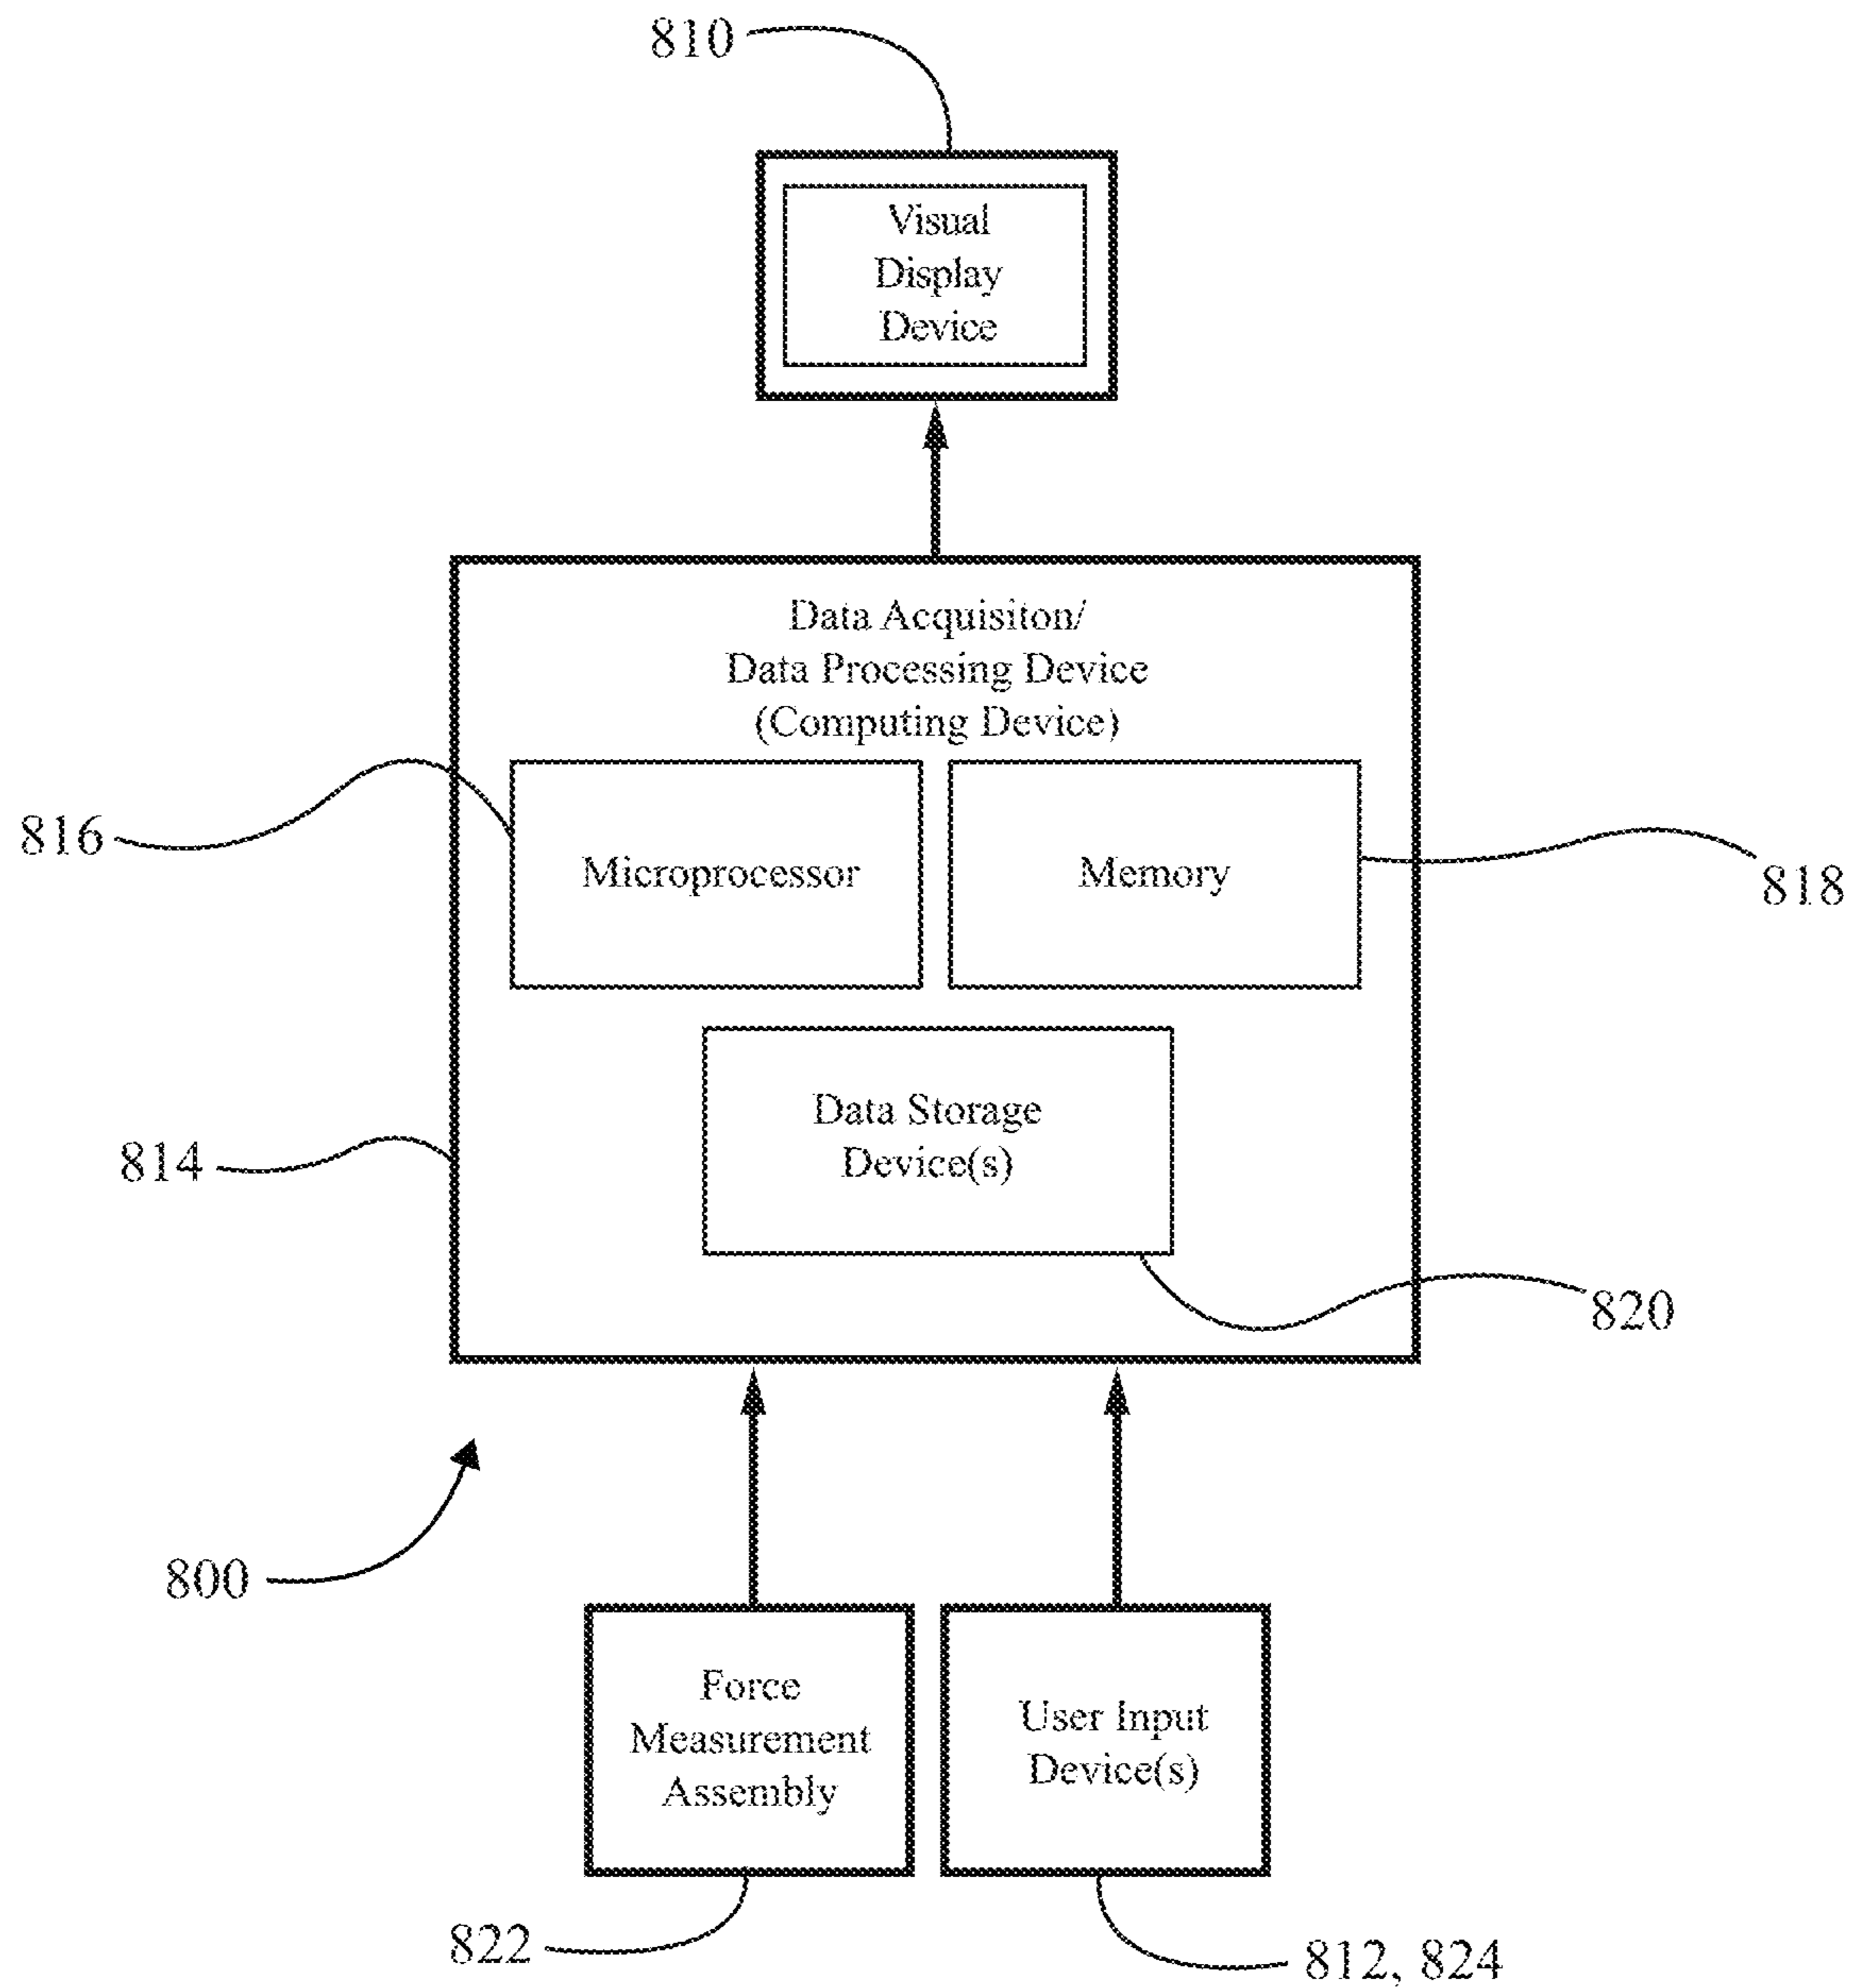 810
Visual
Display
Device
Data Acquisiton/
Data Processing Device
(Computing Device)
816
Microprocessor
Memory
818
Data Storage
Device(s)
814
820
800
Force
Measurement
Assembly
User Input
Device(s)
822
812, 824